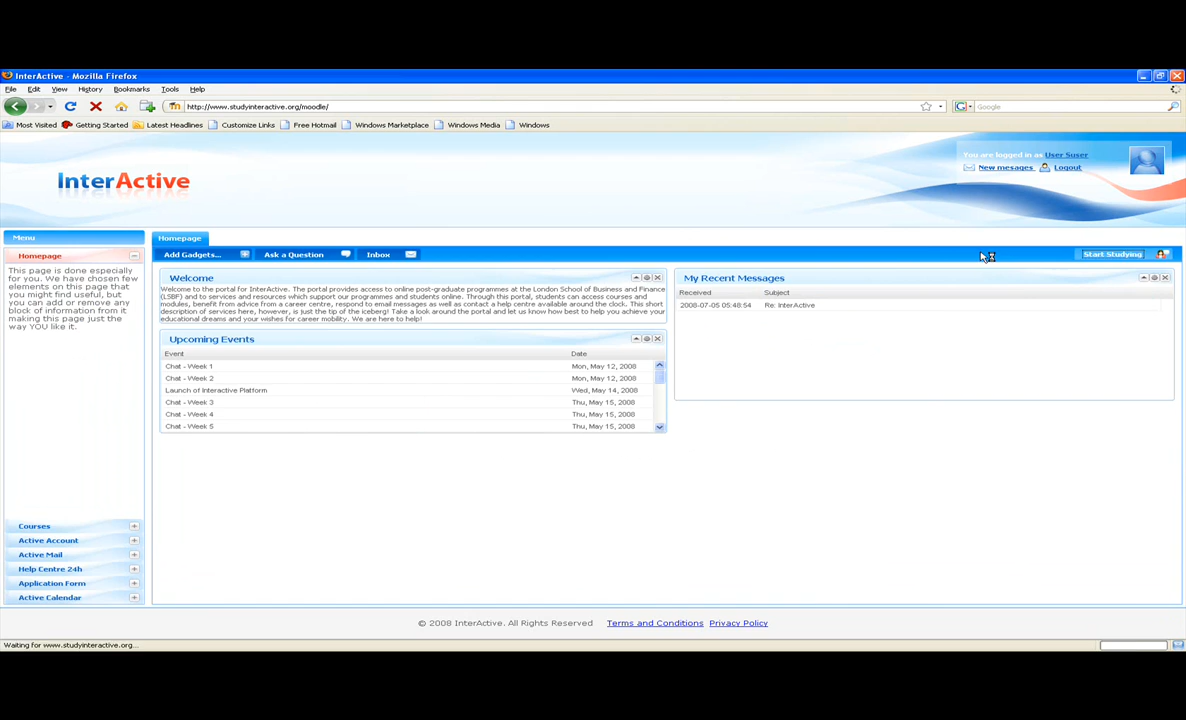 InterActive - Mozilla Firefox
File Edit View History Bookmarks Tools Help
http://www.studyinteractive.org/moodle/
Google
Most Visited Getting Started Latest Headlines Customize Links Free Hotmail Windows Marketplace Windows Media Windows
You are logged in as User Suser
New mesages Logout
InterActive
Menu
Homepage
This page is done especially
for you. We have chosen few
elements on this page that
you might find useful, but
you can add or remove any
block of information from it
making this page just the
way YOU like it.
Courses
Active Account
Active Mail
Help Centre 24h
Application Form
Active Calendar
Homepage
Add Gadgets... Ask a Question Inbox Start Studying
Welcome
Welcome to the portal for InterActive. The portal provides access to online post-graduate programmes at the London School of Business and Finance
(LSBF) and to services and resources which support our programmes and students online. Through this portal, students can access courses and
modules, benefit from advice from a career centre, respond to email messages as well as contact a help centre available around the clock. This short
description of services here, however, is just the tip of the iceberg! Take a look around the portal and let us know how best to help you achieve your
educational dreams and your wishes for career mobility. We are here to help!
Upcoming Events
Event Date
Chat - Week 1 Mon, May 12, 2008
Chat - Week 2 Mon, May 12, 2008
Launch of Interactive Platform Wed, May 14, 2008
Chat - Week 3 Thu, May 15, 2008
Chat - Week 4 Thu, May 15, 2008
Chat - Week 5 Thu, May 15, 2008
My Recent Messages
Received Subject
2008-07-05 05:48:54 Re: InterActive
© 2008 InterActive. All Rights Reserved Terms and Conditions Privacy Policy
Waiting for www.studyinteractive.org...